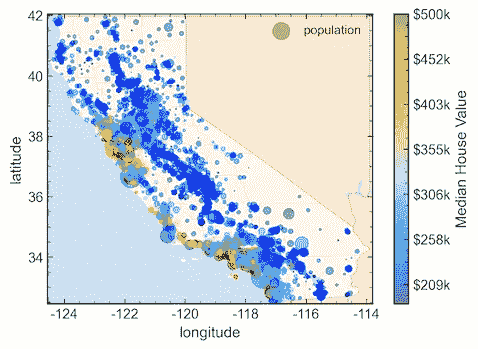 population
42
40
38
36
34
-124
-122
-120
-118
-116
-114
longitude
latitude
$500k
$452k
$403k
$355k
$306k
$258k
$209k
Median House Value